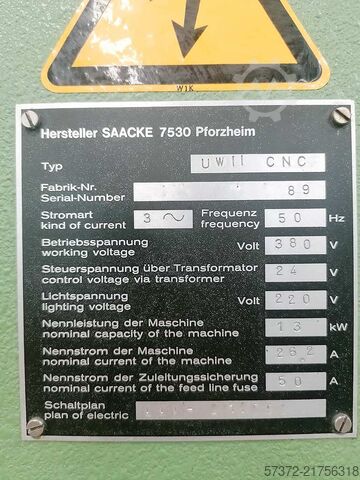 WJK
Hersteller SAACKE 7530 Pforzheim
Typ UWII CNC
Fabrik-Nr.
Serial-Number 89
Stromart
kind of current 3 ~ Frequenz
frequency 50 Hz
Betriebsspannung
working voltage Volt 380 V
Steuerspannung über Transformator
control voltage via transformer 24 V
Lichtspannung
lighting voltage Volt 220 V
Nennleistung der Maschine
nominal capacity of the machine 13 kW
Nennstrom der Maschine
nominal current of the machine 26,2 A
Nennstrom der Zuleitungssicherung
nominal current of the feed line fuse 50 A
Schaltplan
plan of electric
57372-21756318